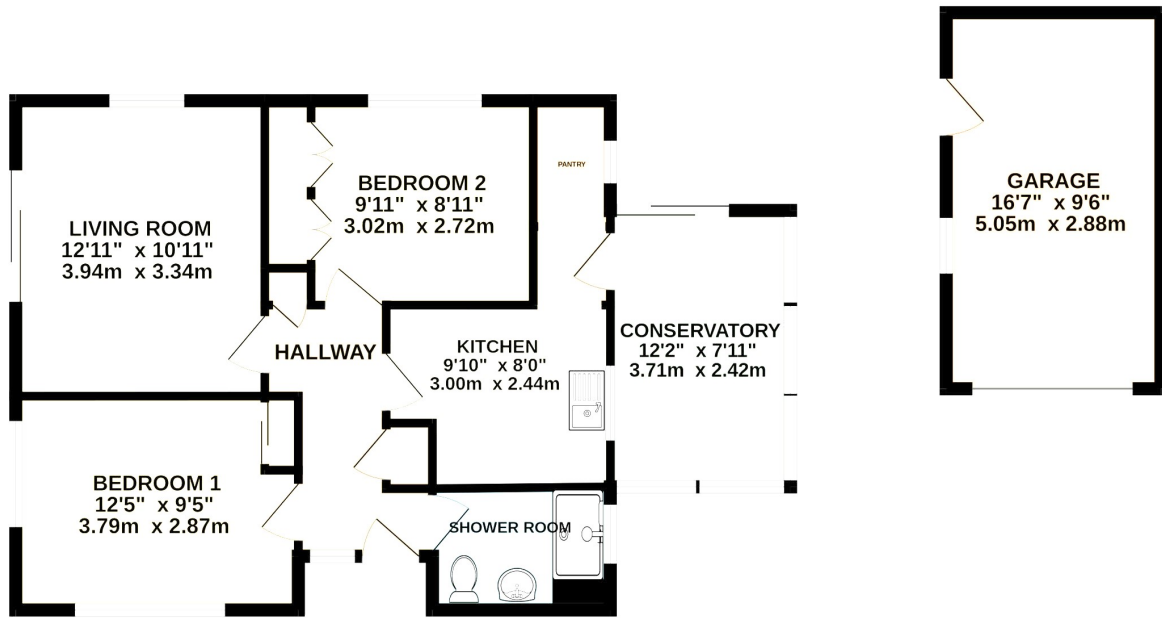 LIVING ROOM
12'11" x 10'11"
3.94m x 3.34m
BEDROOM 2
9'11" x 8'11"
3.02m x 2.72m
PANTRY
GARAGE
16'7" x 9'6"
5.05m x 2.88m
HALLWAY
KITCHEN
9'10" x 8'0"
3.00m x 2.44m
CONSERVATORY
12'2" x 7'11"
3.71m x 2.42m
BEDROOM 1
12'5" x 9'5"
3.79m x 2.87m
SHOWER ROOM